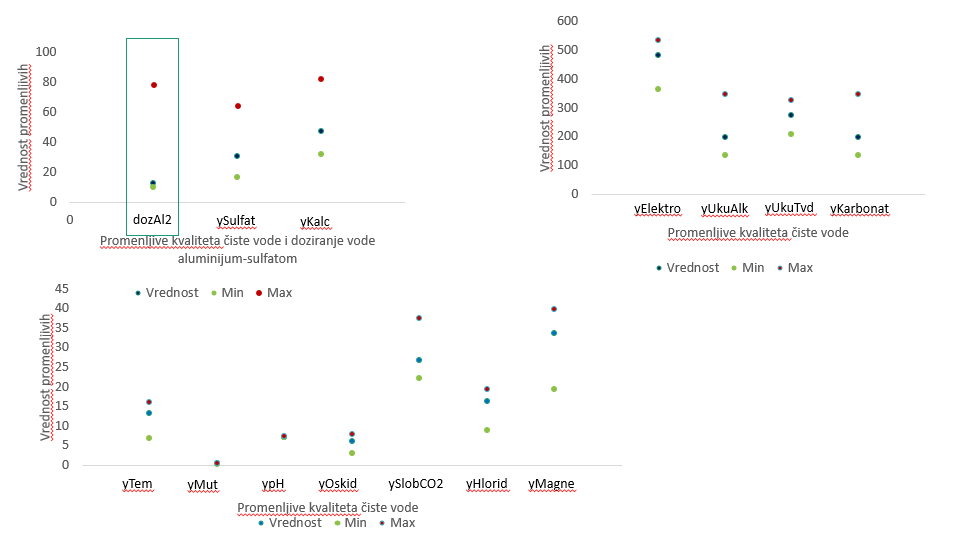 Vrednost promenljivih
100
80
60
40
20
0
0
dozAl2
ySulfat
yKalc
Promenljive kvaliteta čiste vode i doziranje vode
aluminijum-sulfatom
Vrednost Min Max
Vrednost promenljivih
600
500
400
300
200
100
0
yElektro
yUkuAlk
yUkuTvd
yKarbonat
Promenljive kvaliteta čiste vode
Vrednost Min Max
Vrednost promenljivih
45
40
35
30
25
20
15
10
5
0
yTem
yMut
ypH
yOskid
ySlobCO2
yHlorid
yMagne
Promenljive kvaliteta čiste vode
Vrednost Min Max